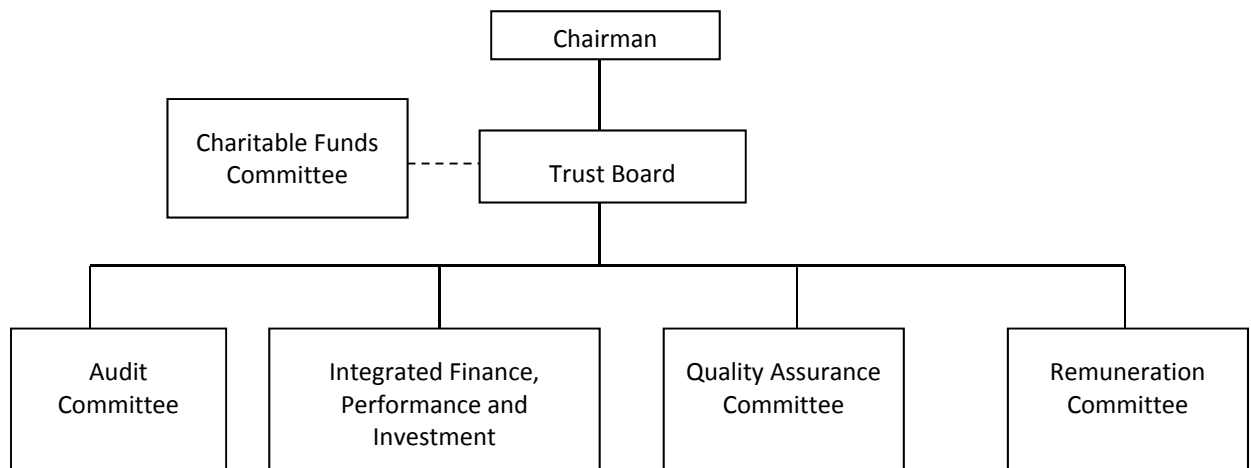 Chairman
Charitable Funds
Committee
Trust Board
Audit
Committee
Integrated Finance,
Performance and
Investment
Quality Assurance
Committee
Remuneration
Committee